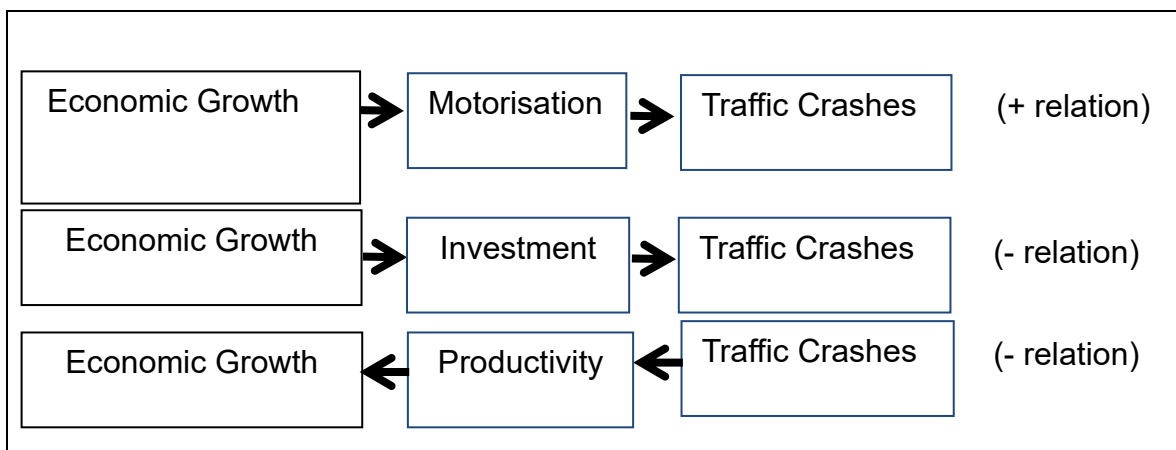 Economic Growth Motorisation Traffic Crashes (+ relation)
Economic Growth Investment Traffic Crashes (- relation)
Economic Growth Productivity Traffic Crashes (- relation)